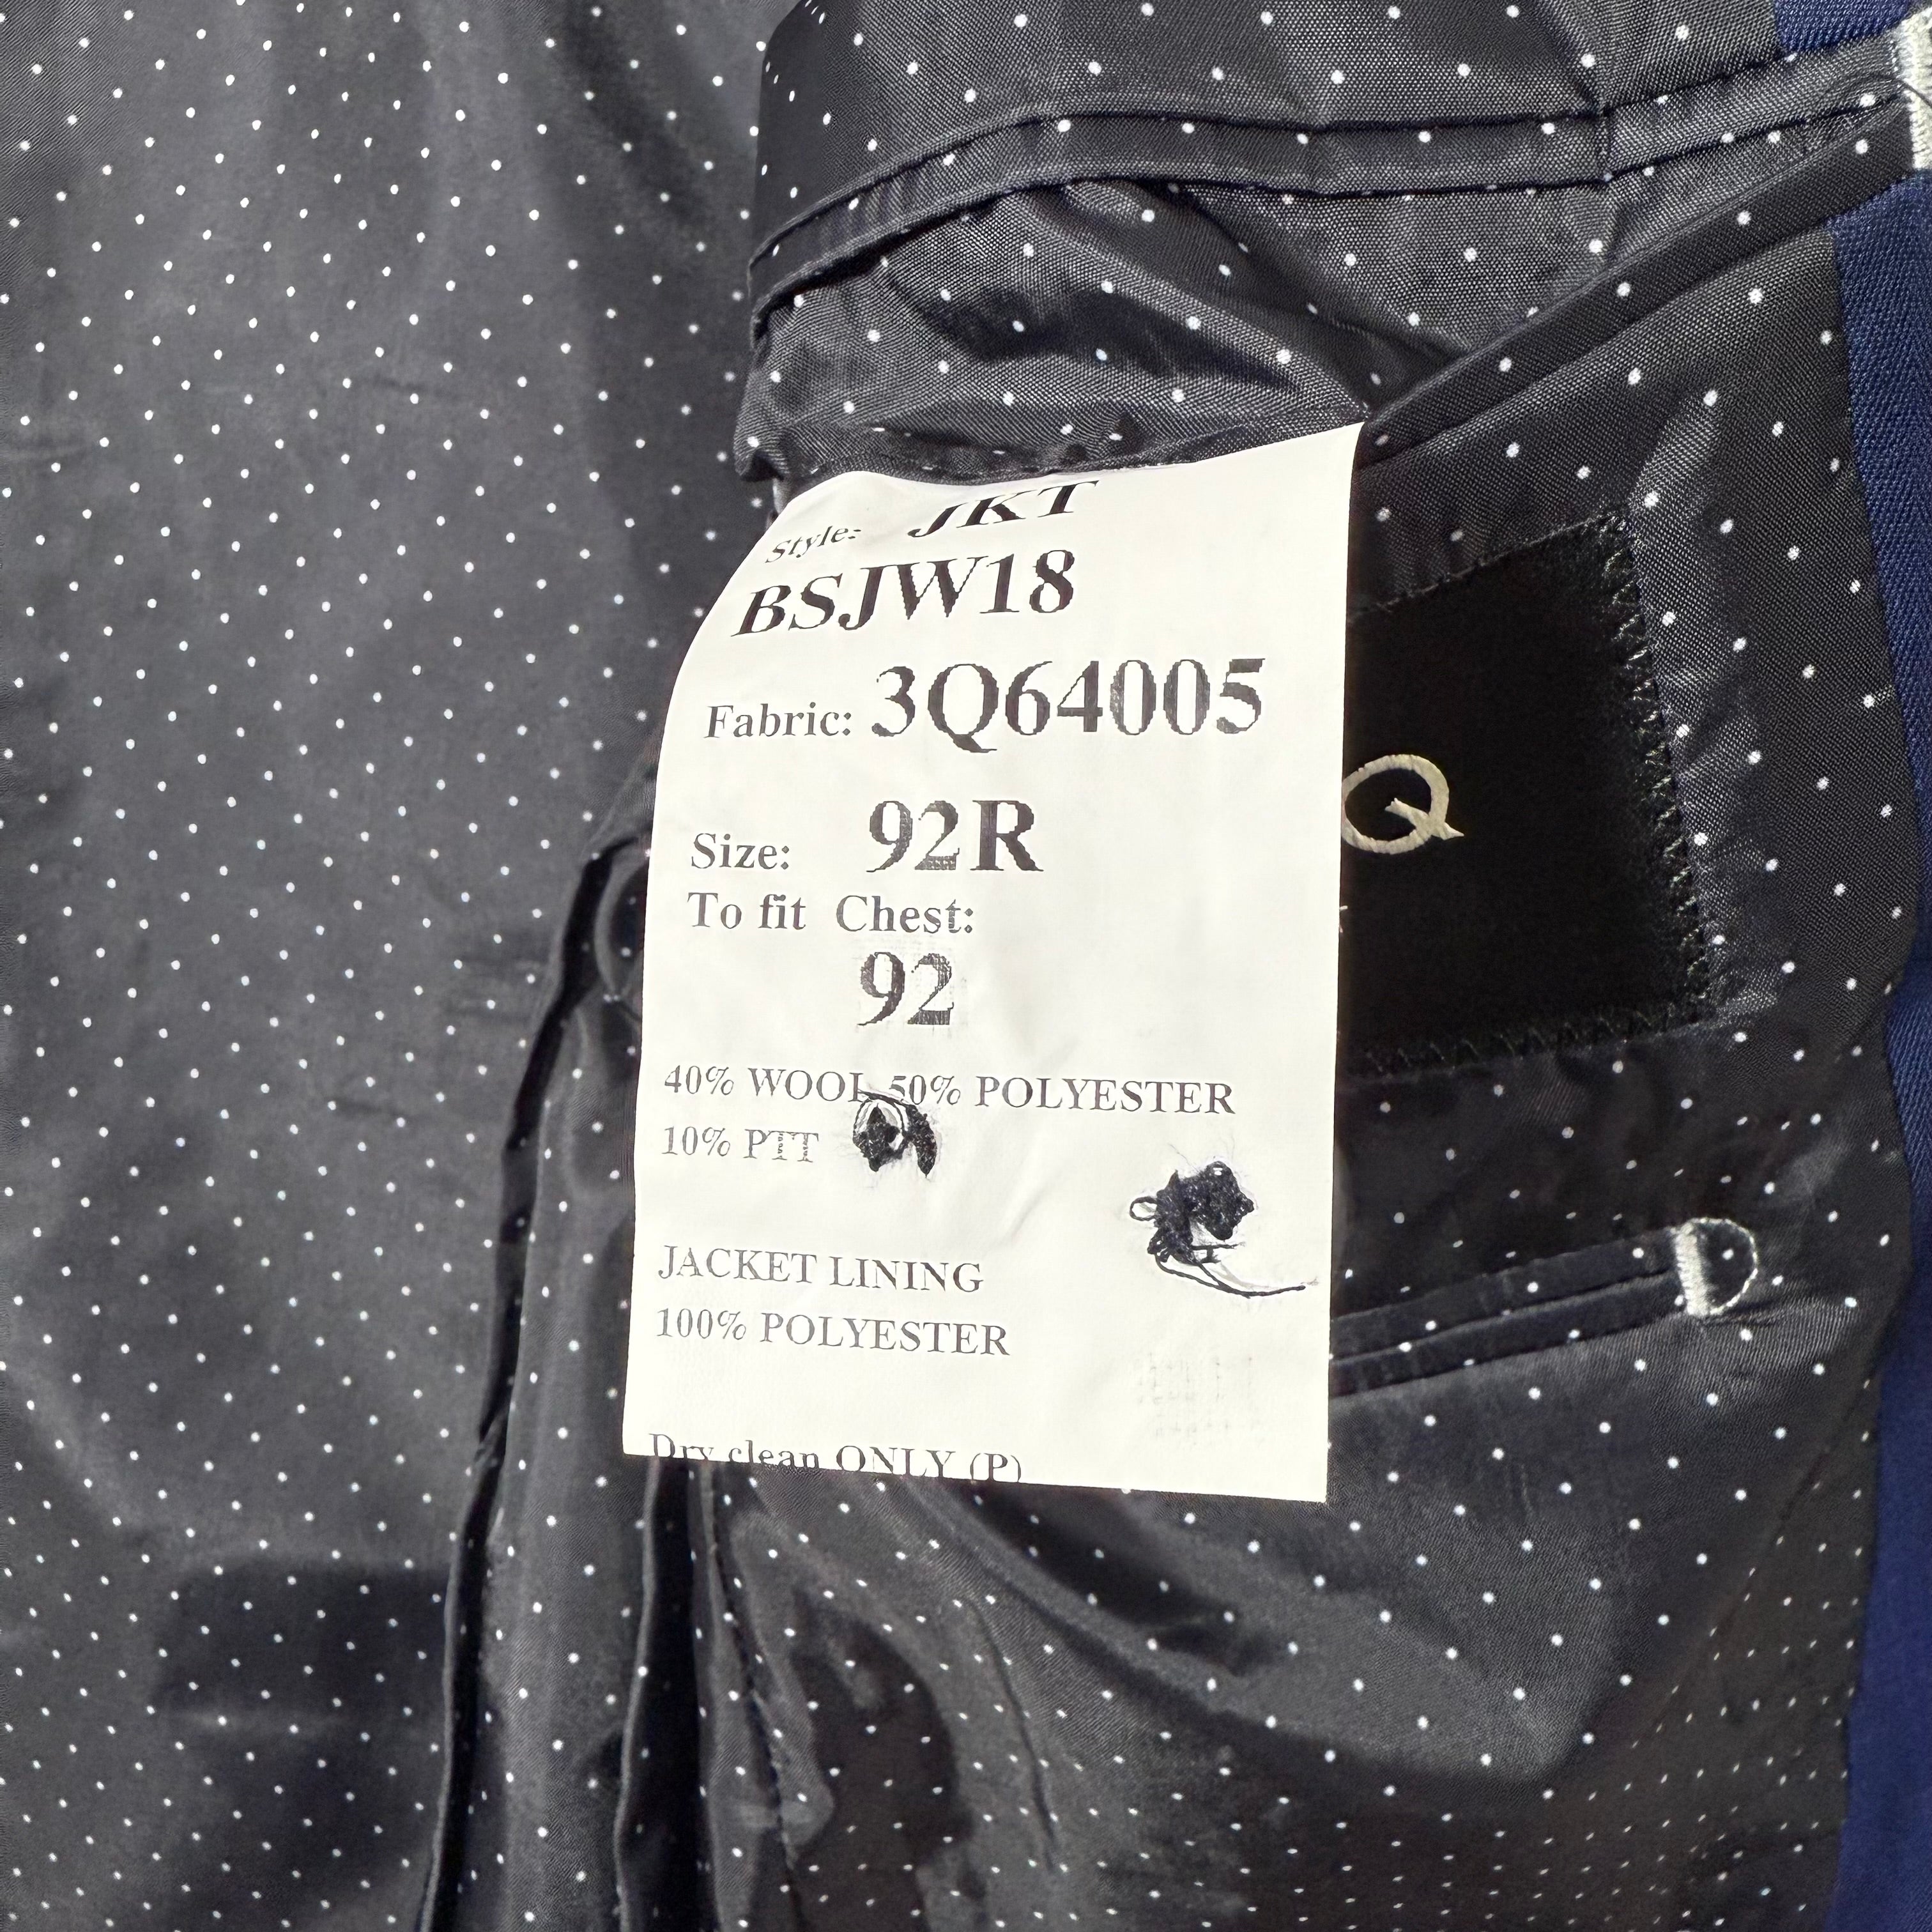 Style: JKT
BSJW18
Fabric: 3Q64005
Size: 92R
To fit Chest:
92
40% WOOL 50% POLYESTER
10% PTT
JACKET LINING
100% POLYESTER
Dry clean ONLY (P)
Q